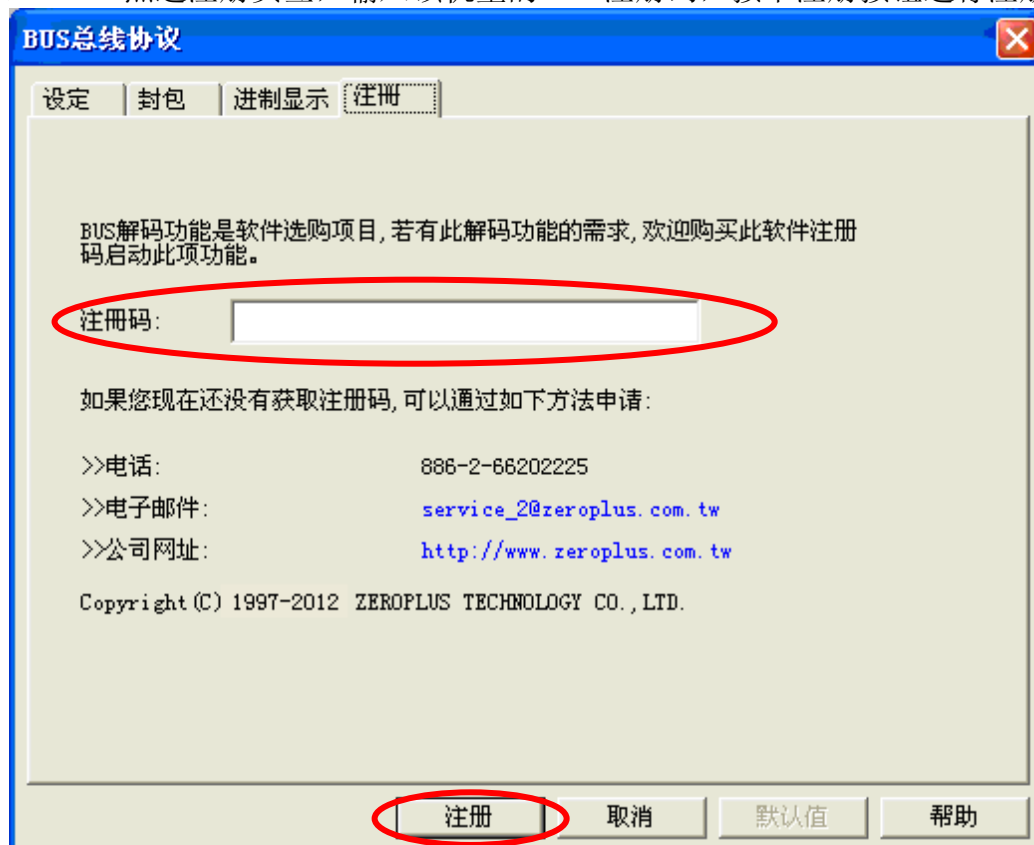 BUS总线协议
设定 封包 进制显示 注册
BUS解码功能是软件选购项目,若有此解码功能的需求,欢迎购买此软件注册
码启动此项功能。
注册码:
如果您现在还没有获取注册码,可以通过如下方法申请:
>>电话: 886-2-66202225
>>电子邮件: service_2@zeroplus.com.tw
>>公司网址: http://www.zeroplus.com.tw
Copyright(C) 1997-2012 ZEROPLUS TECHNOLOGY CO.,LTD.
注册 取消 默认值 帮助